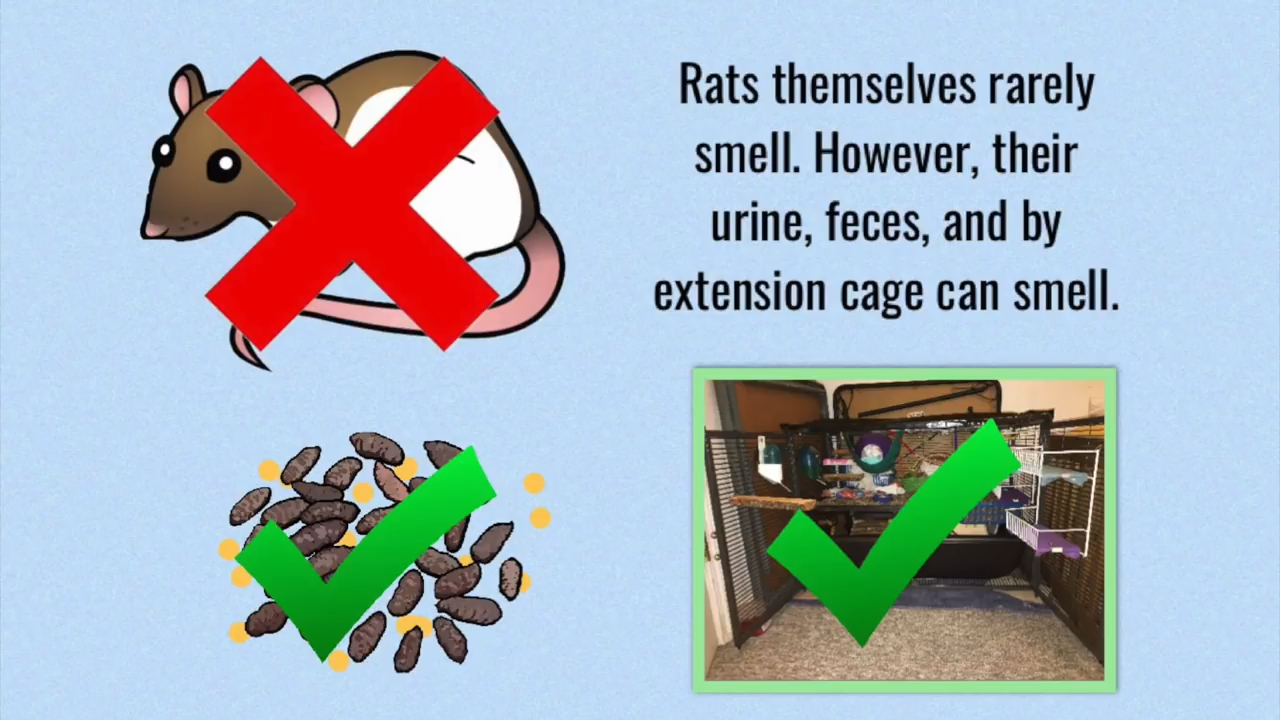 Rats themselves rarely
smell. However, their
urine, feces, and by
extension cage can smell.